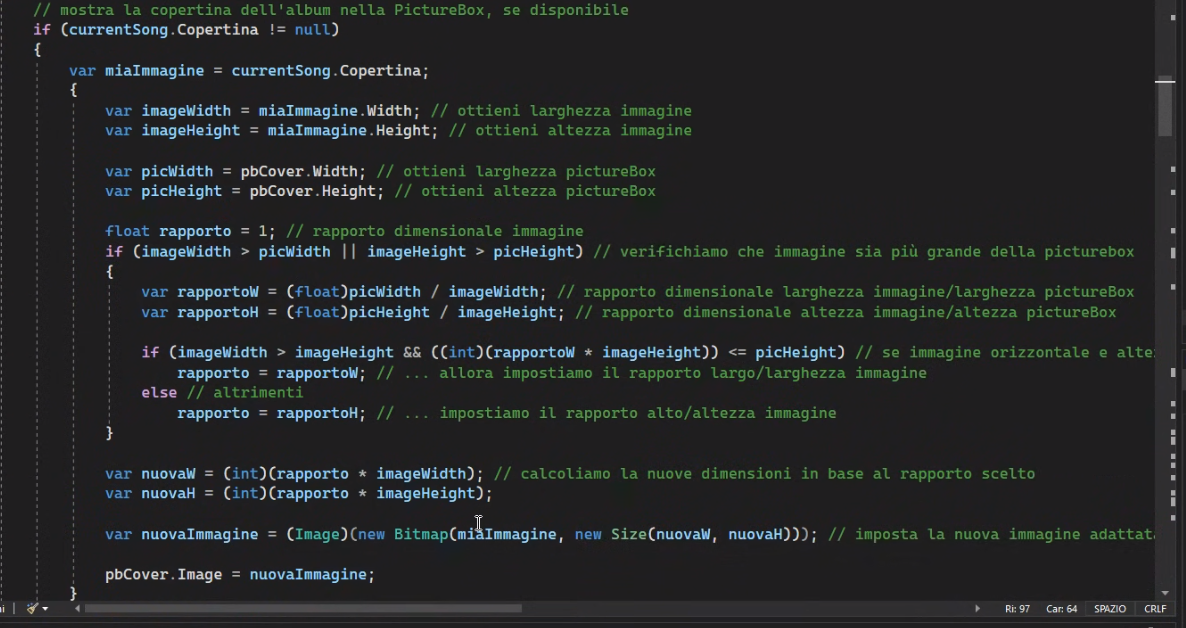 // mostra la copertina dell'album nella PictureBox, se disponibile
if (currentSong.Copertina != null)
{
var miaImmagine = currentSong.Copertina;
{
var imageWidth = miaImmagine.Width; // ottieni larghezza immagine
var imageHeight = miaImmagine.Height; // ottieni altezza immagine
var picWidth = pbCover.Width; // ottieni larghezza pictureBox
var picHeight = pbCover.Height; // ottieni altezza pictureBox
float rapporto = 1; // rapporto dimensionale immagine
if (imageWidth > picWidth || imageHeight > picHeight) // verifichiamo che immagine sia più grande della picturebox
{
var rapportoW = (float)picWidth / imageWidth; // rapporto dimensionale larghezza immagine/larghezza pictureBox
var rapportoH = (float)picHeight / imageHeight; // rapporto dimensionale altezza immagine/altezza pictureBox
if (imageWidth > imageHeight && ((int)(rapportoW * imageHeight)) <= picHeight) // se immagine orizzontale e alte
rapporto = rapportoW; // ... allora impostiamo il rapporto largo/larghezza immagine
else // altrimenti
rapporto = rapportoH; // ... impostiamo il rapporto alto/altezza immagine
}
var nuovaW = (int)(rapporto * imageWidth); // calcoliamo la nuove dimensioni in base al rapporto scelto
var nuovaH = (int)(rapporto * imageHeight);
var nuovaImmagine = (Image)(new Bitmap(miaImmagine, new Size(nuovaW, nuovaH))); // imposta la nuova immagine adattat
pbCover.Image = nuovaImmagine;
}
Ri: 97 Car: 64 SPAZIO CRLF